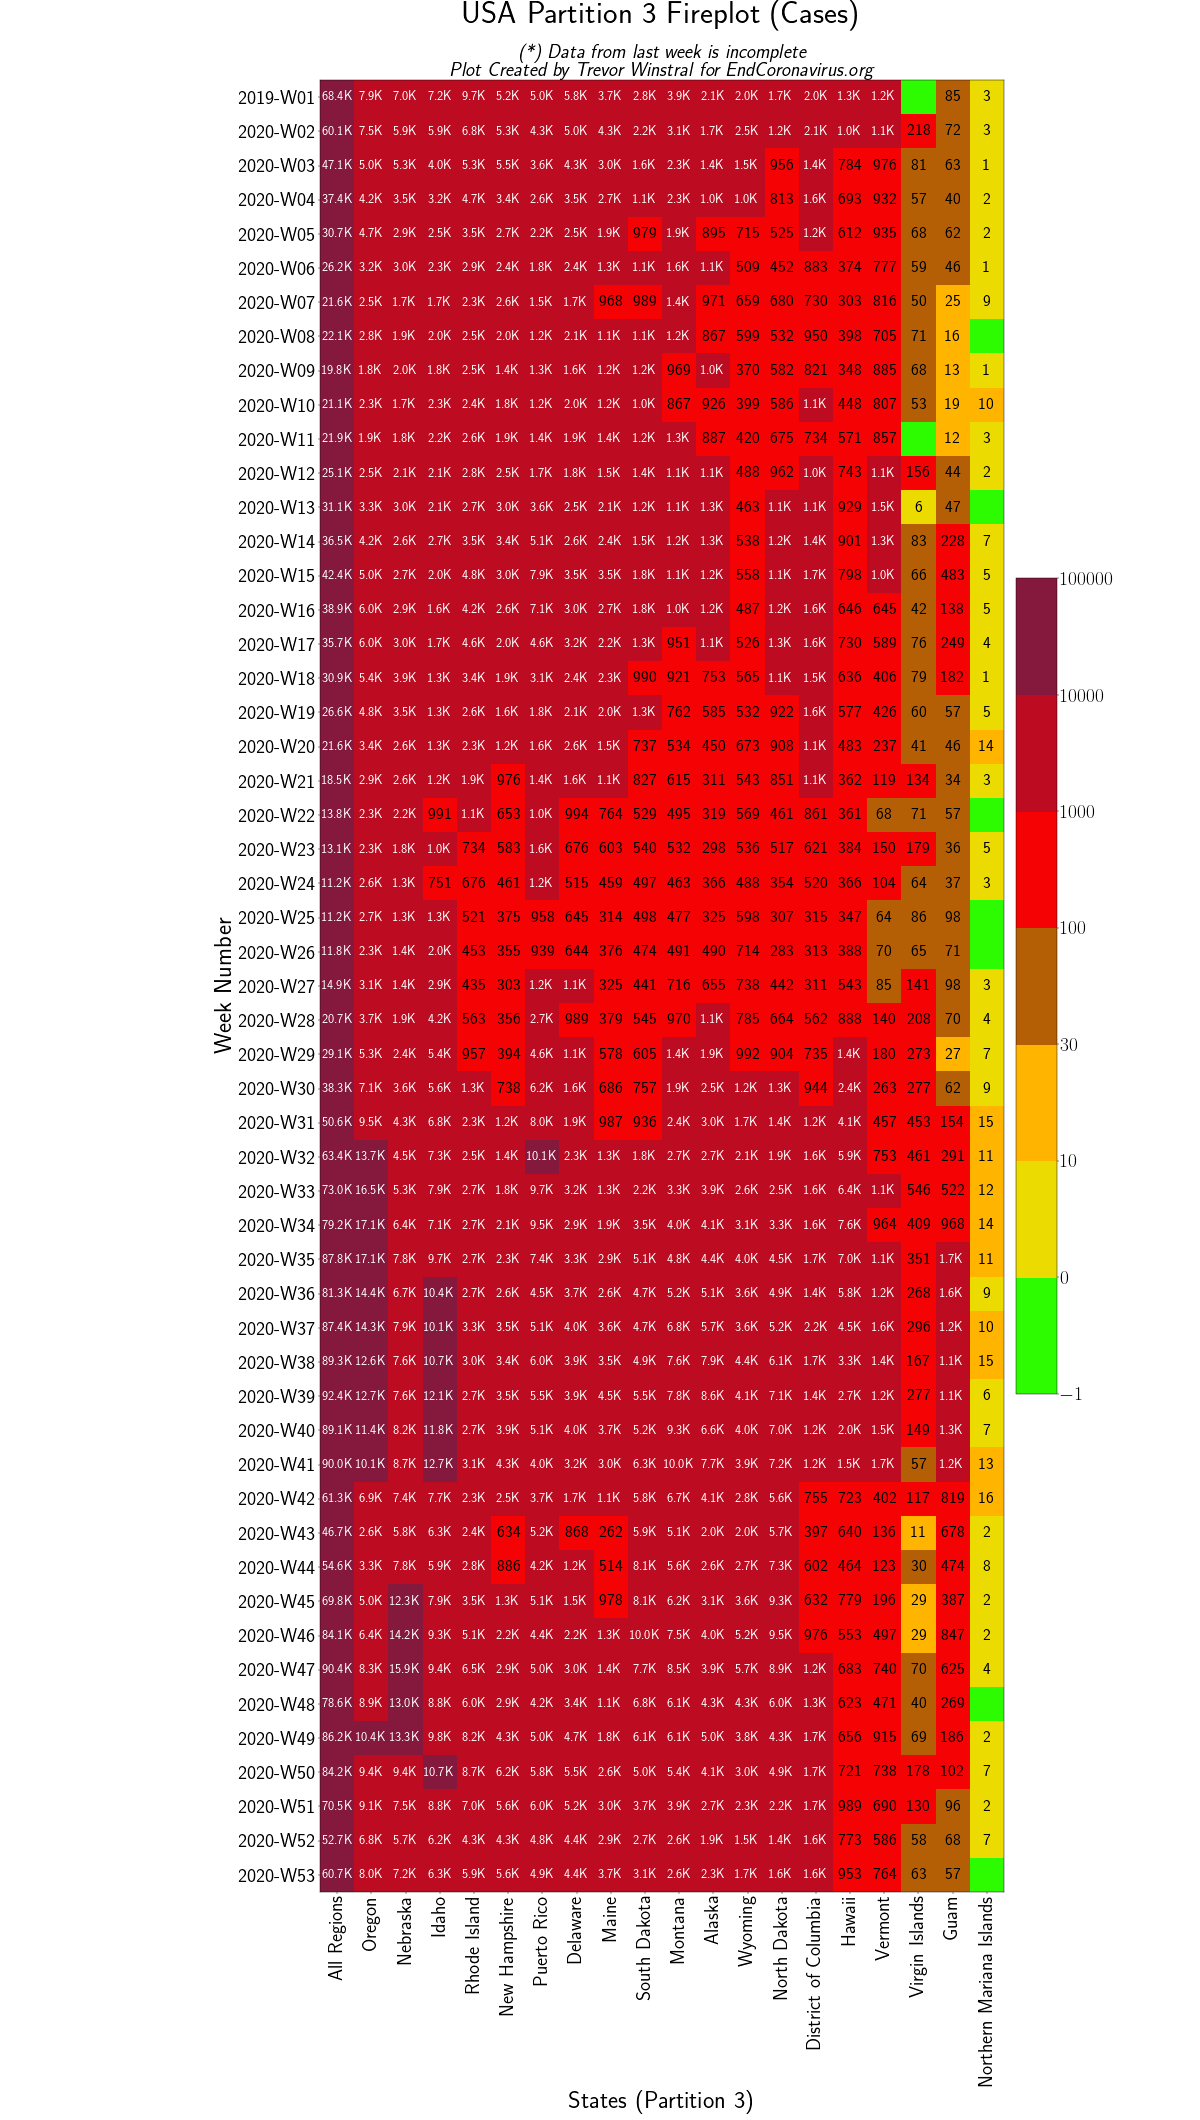 USA Partition 3 Fireplot (Cases)
(*) Data from last week is incomplete
Plot Created by Trevor Winstral for EndCoronavirus.org
2019-W01 68.4K 7.9K 7.0K 7.2K 9.7K 5.2K 5.0K 5.8K 3.7K 2.8K 3.9K 2.1K 2.0K 1.7K 2.0K 1.3K 1.2K 85 3
2020-W02 60.1K 7.5K 5.9K 5.9K 6.8K 5.3K 4.3K 5.0K 4.3K 2.2K 3.1K 1.7K 2.5K 1.2K 2.1K 1.0K 1.1K 218 72 3
2020-W03 47.1K 5.0K 5.3K 4.0K 5.3K 5.5K 3.6K 4.3K 3.0K 1.6K 2.3K 1.4K 1.5K 956 1.4K 784 976 81 63 1
2020-W04 37.4K 4.2K 3.5K 3.2K 4.7K 3.4K 2.6K 3.5K 2.7K 1.1K 2.3K 1.0K 1.0K 813 1.6K 693 932 57 40 2
2020-W05 30.7K 4.7K 2.9K 2.5K 3.5K 2.7K 2.2K 2.5K 1.9K 979 1.9K 895 715 525 1.2K 612 935 68 62 2
2020-W06 26.2K 3.2K 3.0K 2.3K 2.9K 2.4K 1.8K 2.4K 1.3K 1.1K 1.6K 1.1K 509 452 883 374 777 59 46 1
2020-W07 21.6K 2.5K 1.7K 1.7K 2.3K 2.6K 1.5K 1.7K 968 989 1.4K 971 659 680 730 303 816 50 25 9
2020-W08 22.1K 2.8K 1.9K 2.0K 2.5K 2.0K 1.2K 2.1K 1.1K 1.1K 1.2K 867 599 532 950 398 705 71 16
2020-W09 19.8K 1.8K 2.0K 1.8K 2.5K 1.4K 1.3K 1.6K 1.2K 1.2K 969 1.0K 370 582 821 348 885 68 13 1
2020-W10 21.1K 2.3K 1.7K 2.3K 2.4K 1.8K 1.2K 2.0K 1.2K 1.0K 867 926 399 586 1.1K 448 807 53 19 10
2020-W11 21.9K 1.9K 1.8K 2.2K 2.6K 1.9K 1.4K 1.9K 1.4K 1.2K 1.3K 887 420 675 734 571 857 12 3
2020-W12 25.1K 2.5K 2.1K 2.1K 2.8K 2.5K 1.7K 1.8K 1.5K 1.4K 1.1K 1.1K 488 962 1.0K 743 1.1K 156 44 2
2020-W13 31.1K 3.3K 3.0K 2.1K 2.7K 3.0K 3.6K 2.5K 2.1K 1.2K 1.1K 1.3K 463 1.1K 1.1K 929 1.5K 6 47
2020-W14 36.5K 4.2K 2.6K 2.7K 3.5K 3.4K 5.1K 2.6K 2.4K 1.5K 1.2K 1.3K 538 1.2K 1.4K 901 1.3K 83 228 7
2020-W15 42.4K 5.0K 2.7K 2.0K 4.8K 3.0K 7.9K 3.5K 3.5K 1.8K 1.1K 1.2K 558 1.1K 1.7K 798 1.0K 66 483 5
2020-W16 38.9K 6.0K 2.9K 1.6K 4.2K 2.6K 7.1K 3.0K 2.7K 1.8K 1.0K 1.2K 487 1.2K 1.6K 646 645 42 138 5
2020-W17 35.7K 6.0K 3.0K 1.7K 4.6K 2.0K 4.6K 3.2K 2.2K 1.3K 951 1.1K 526 1.3K 1.6K 730 589 76 249 4
2020-W18 30.9K 5.4K 3.9K 1.3K 3.4K 1.9K 3.1K 2.4K 2.3K 990 921 753 565 1.1K 1.5K 636 406 79 182 1
2020-W19 26.6K 4.8K 3.5K 1.3K 2.6K 1.6K 1.8K 2.1K 2.0K 1.3K 762 585 532 922 1.6K 577 426 60 57 5
2020-W20 21.6K 3.4K 2.6K 1.3K 2.3K 1.2K 1.6K 2.6K 1.5K 737 534 450 673 908 1.1K 483 237 41 46 14
2020-W21 18.5K 2.9K 2.6K 1.2K 1.9K 976 1.4K 1.6K 1.1K 827 615 311 543 851 1.1K 362 119 134 34 3
2020-W22 13.8K 2.3K 2.2K 991 1.1K 653 1.0K 994 764 529 495 319 569 461 861 361 68 71 57
2020-W23 13.1K 2.3K 1.8K 1.0K 734 583 1.6K 676 603 540 532 298 536 517 621 384 150 179 36 5
2020-W24 11.2K 2.6K 1.3K 751 676 461 1.2K 515 459 497 463 366 488 354 520 366 104 64 37 3
2020-W25 11.2K 2.7K 1.3K 1.3K 521 375 958 645 314 498 477 325 598 307 315 347 64 86 98
2020-W26 11.8K 2.3K 1.4K 2.0K 453 355 939 644 376 474 491 490 714 283 313 388 70 65 71
2020-W27 14.9K 3.1K 1.4K 2.9K 435 303 1.2K 1.1K 325 441 716 655 738 442 311 543 85 141 98 3
2020-W28 20.7K 3.7K 1.9K 4.2K 563 356 2.7K 989 379 545 970 1.1K 785 664 562 888 140 208 70 4
2020-W29 29.1K 5.3K 2.4K 5.4K 957 394 4.6K 1.1K 578 605 1.4K 1.9K 992 904 735 1.4K 180 273 27 7
2020-W30 38.3K 7.1K 3.6K 5.6K 1.3K 738 6.2K 1.6K 686 757 1.9K 2.5K 1.2K 1.3K 944 2.4K 263 277 62 9
2020-W31 50.6K 9.5K 4.3K 6.8K 2.3K 1.2K 8.0K 1.9K 987 936 2.4K 3.0K 1.7K 1.4K 1.2K 4.1K 457 453 154 15
2020-W32 63.4K 13.7K 4.5K 7.3K 2.5K 1.4K 10.1K 2.3K 1.3K 1.8K 2.7K 2.7K 2.1K 1.9K 1.6K 5.9K 753 461 291 11
2020-W33 73.0K 16.5K 5.3K 7.9K 2.7K 1.8K 9.7K 3.2K 1.3K 2.2K 3.3K 3.9K 2.6K 2.5K 1.6K 6.4K 1.1K 546 522 12
2020-W34 79.2K 17.1K 6.4K 7.1K 2.7K 2.1K 9.5K 2.9K 1.9K 3.5K 4.0K 4.1K 3.1K 3.3K 1.6K 7.6K 964 409 968 14
2020-W35 87.8K 17.1K 7.8K 9.7K 2.7K 2.3K 7.4K 3.3K 2.9K 5.1K 4.8K 4.4K 4.0K 4.5K 1.7K 7.0K 1.1K 351 1.7K 11
2020-W36 81.3K 14.4K 6.7K 10.4K 2.7K 2.6K 4.5K 3.7K 2.6K 4.7K 5.2K 5.1K 3.6K 4.9K 1.4K 5.8K 1.2K 268 1.6K 9
2020-W37 87.4K 14.3K 7.9K 10.1K 3.3K 3.5K 5.1K 4.0K 3.6K 4.7K 6.8K 5.7K 3.6K 5.2K 2.2K 4.5K 1.6K 296 1.2K 10
2020-W38 89.3K 12.6K 7.6K 10.7K 3.0K 3.4K 6.0K 3.9K 3.5K 4.9K 7.6K 7.9K 4.4K 6.1K 1.7K 3.3K 1.4K 167 1.1K 15
2020-W39 92.4K 12.7K 7.6K 12.1K 2.7K 3.5K 5.5K 3.9K 4.5K 5.5K 7.8K 8.6K 4.1K 7.1K 1.4K 2.7K 1.2K 277 1.1K 6
2020-W40 89.1K 11.4K 8.2K 11.8K 2.7K 3.9K 5.1K 4.0K 3.7K 5.2K 9.3K 6.6K 4.0K 7.0K 1.2K 2.0K 1.5K 149 1.3K 7
2020-W41 90.0K 10.1K 8.7K 12.7K 3.1K 4.3K 4.0K 3.2K 3.0K 6.3K 10.0K 7.7K 3.9K 7.2K 1.2K 1.5K 1.7K 57 1.2K 13
2020-W42 61.3K 6.9K 7.4K 7.7K 2.3K 2.5K 3.7K 1.7K 1.1K 5.8K 6.7K 4.1K 2.8K 5.6K 755 723 402 117 819 16
2020-W43 46.7K 2.6K 5.8K 6.3K 2.4K 634 5.2K 868 262 5.9K 5.1K 2.0K 2.0K 5.7K 397 640 136 11 678 2
2020-W44 54.6K 3.3K 7.8K 5.9K 2.8K 886 4.2K 1.2K 514 8.1K 5.6K 2.6K 2.7K 7.3K 602 464 123 30 474 8
2020-W45 69.8K 5.0K 12.3K 7.9K 3.5K 1.3K 5.1K 1.5K 978 8.1K 6.2K 3.1K 3.6K 9.3K 632 779 196 29 387 2
2020-W46 84.1K 6.4K 14.2K 9.3K 5.1K 2.2K 4.4K 2.2K 1.3K 10.0K 7.5K 4.0K 5.2K 9.5K 976 553 497 29 847 2
2020-W47 90.4K 8.3K 15.9K 9.4K 6.5K 2.9K 5.0K 3.0K 1.4K 7.7K 8.5K 3.9K 5.7K 8.9K 1.2K 683 740 70 625 4
2020-W48 78.6K 8.9K 13.0K 8.8K 6.0K 2.9K 4.2K 3.4K 1.1K 6.8K 6.1K 4.3K 4.3K 6.0K 1.3K 623 471 40 269
2020-W49 86.2K 10.4K 13.3K 9.8K 8.2K 4.3K 5.0K 4.7K 1.8K 6.1K 6.1K 5.0K 3.8K 4.3K 1.7K 656 915 69 186 2
2020-W50 84.2K 9.4K 9.4K 10.7K 8.7K 6.2K 5.8K 5.5K 2.6K 5.0K 5.4K 4.1K 3.0K 4.9K 1.7K 721 738 178 102 7
2020-W51 70.5K 9.1K 7.5K 8.8K 7.0K 5.6K 6.0K 5.2K 3.0K 3.7K 3.9K 2.7K 2.3K 2.2K 1.7K 989 690 130 96 2
2020-W52 52.7K 6.8K 5.7K 6.2K 4.3K 4.3K 4.8K 4.4K 2.9K 2.7K 2.6K 1.9K 1.5K 1.4K 1.6K 773 586 58 68 7
2020-W53 60.7K 8.0K 7.2K 6.3K 5.9K 5.6K 4.9K 4.4K 3.7K 3.1K 2.6K 2.3K 1.7K 1.6K 1.6K 953 764 63 57
Week Number
All Regions
Oregon
Nebraska
Idaho
Rhode Island
New Hampshire
Puerto Rico
Delaware
Maine
South Dakota
Montana
Alaska
Wyoming
North Dakota
District of Columbia
Hawaii
Vermont
Virgin Islands
Guam
Northern Mariana Islands
States (Partition 3)
100000
10000
1000
100
30
10
0
−1